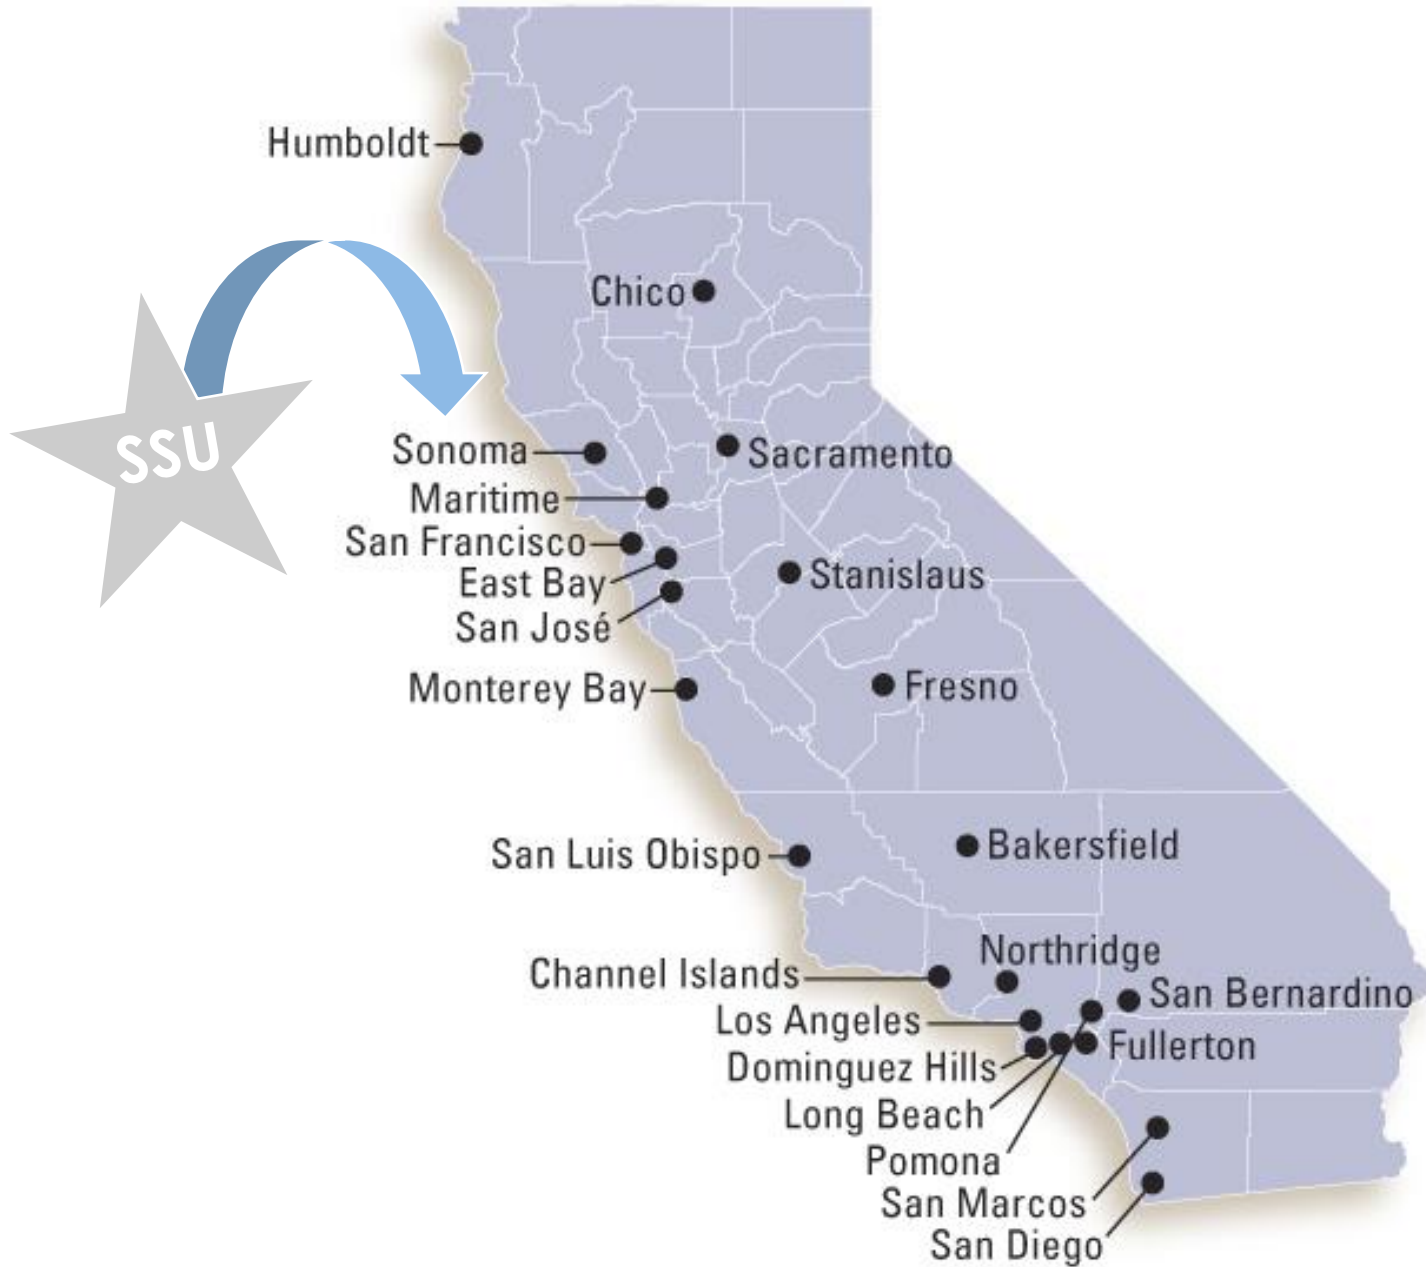 Humboldt
Chico
SSU
Sonoma
Sacramento
Maritime
San Francisco
East Bay
Stanislaus
San José
Monterey Bay
Fresno
San Luis Obispo
Bakersfield
Northridge
Channel Islands
San Bernardino
Los Angeles
Fullerton
Dominguez Hills
Long Beach
Pomona
San Marcos
San Diego